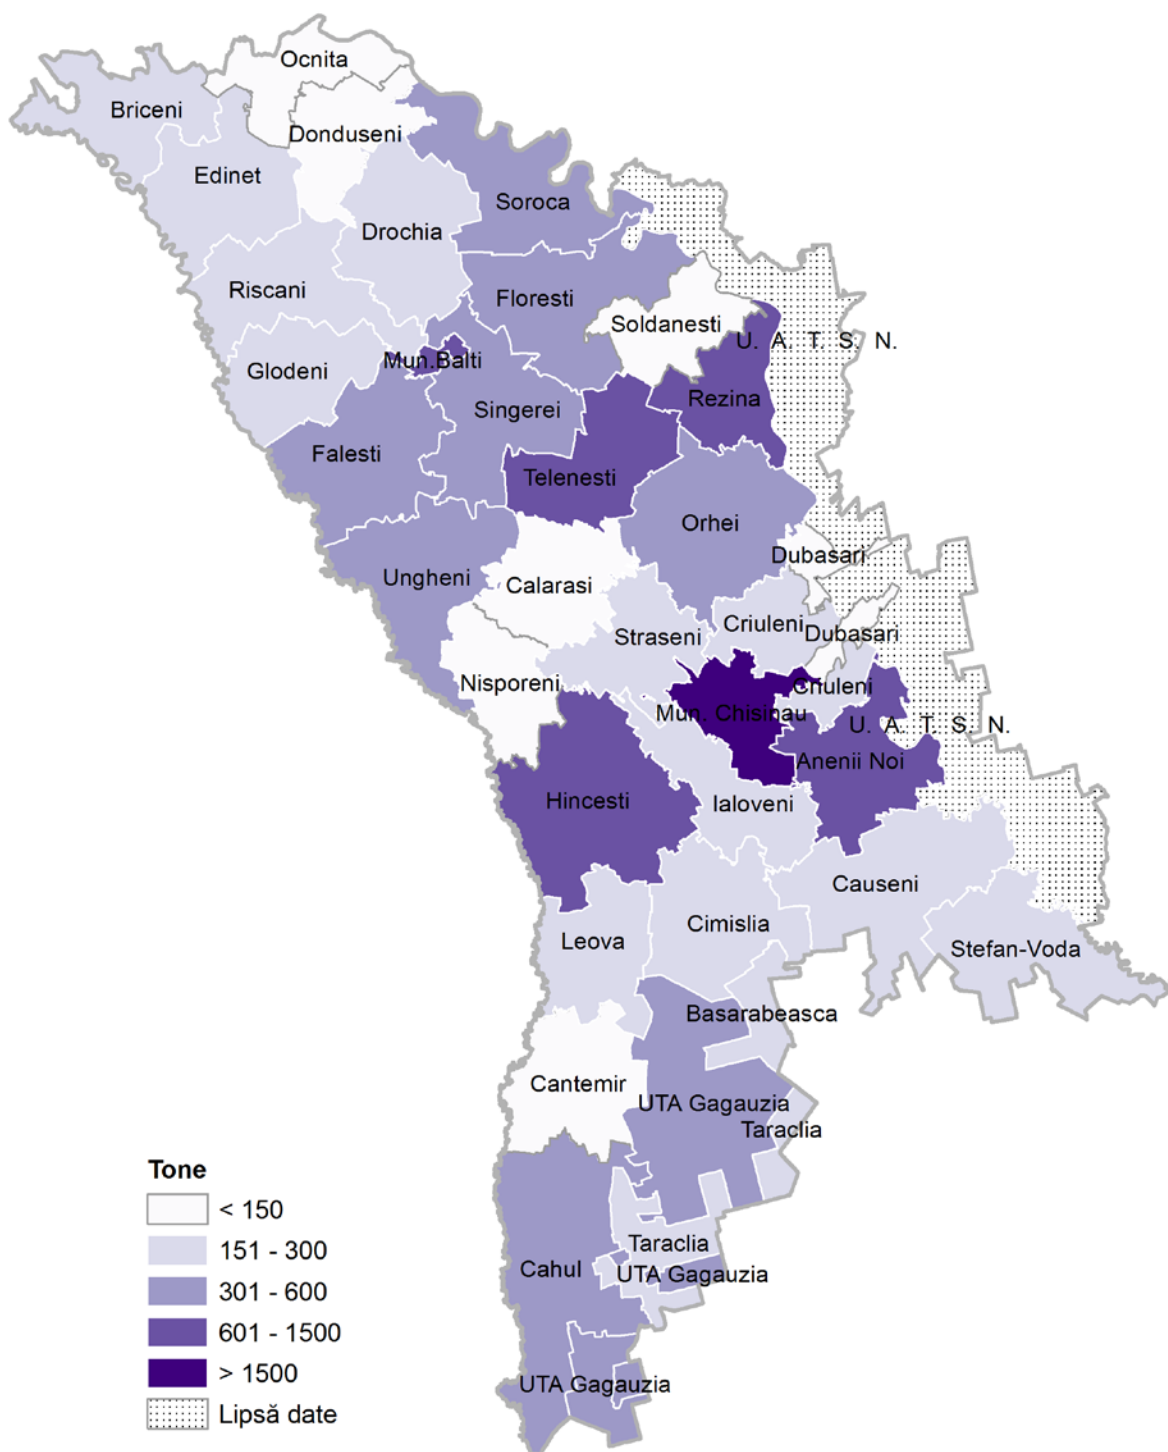 Ocnita
Briceni
Donduseni
Edinet
Soroca
Drochia
Riscani
Floresti
Soldanesti
U. A. T. S. N.
Mun.Balti
Glodeni
Rezina
Singerei
Falesti
Telenesti
Orhei
Dubasari
Ungheni
Calarasi
Criuleni
Straseni
Dubasari
Nisporeni
Criuleni
Mun. Chisinau
U. A. T. S. N.
Anenii Noi
Hincesti
Ialoveni
Causeni
Cimislia
Leova
Stefan-Voda
Basarabeasca
Cantemir
UTA Gagauzia
Taraclia
Taraclia
Cahul
UTA Gagauzia
UTA Gagauzia
Tone
< 150
151 - 300
301 - 600
601 - 1500
> 1500
Lipsă date